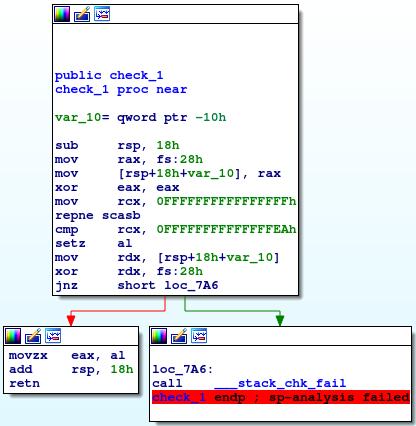 public check_1
check_1 proc near
var_10= qword ptr -10h
sub rsp, 18h
mov rax, fs:28h
mov [rsp+18h+var_10], rax
xor eax, eax
mov rcx, 0FFFFFFFFFFFFFFFFh
repne scasb
cmp rcx, 0FFFFFFFFFFFFFFEAh
setz al
mov rdx, [rsp+18h+var_10]
xor rdx, fs:28h
jnz short loc_7A6
movzx eax, al
add rsp, 18h
retn
loc_7A6:
call ___stack_chk_fail
check_1 endp ; sp-analysis failed